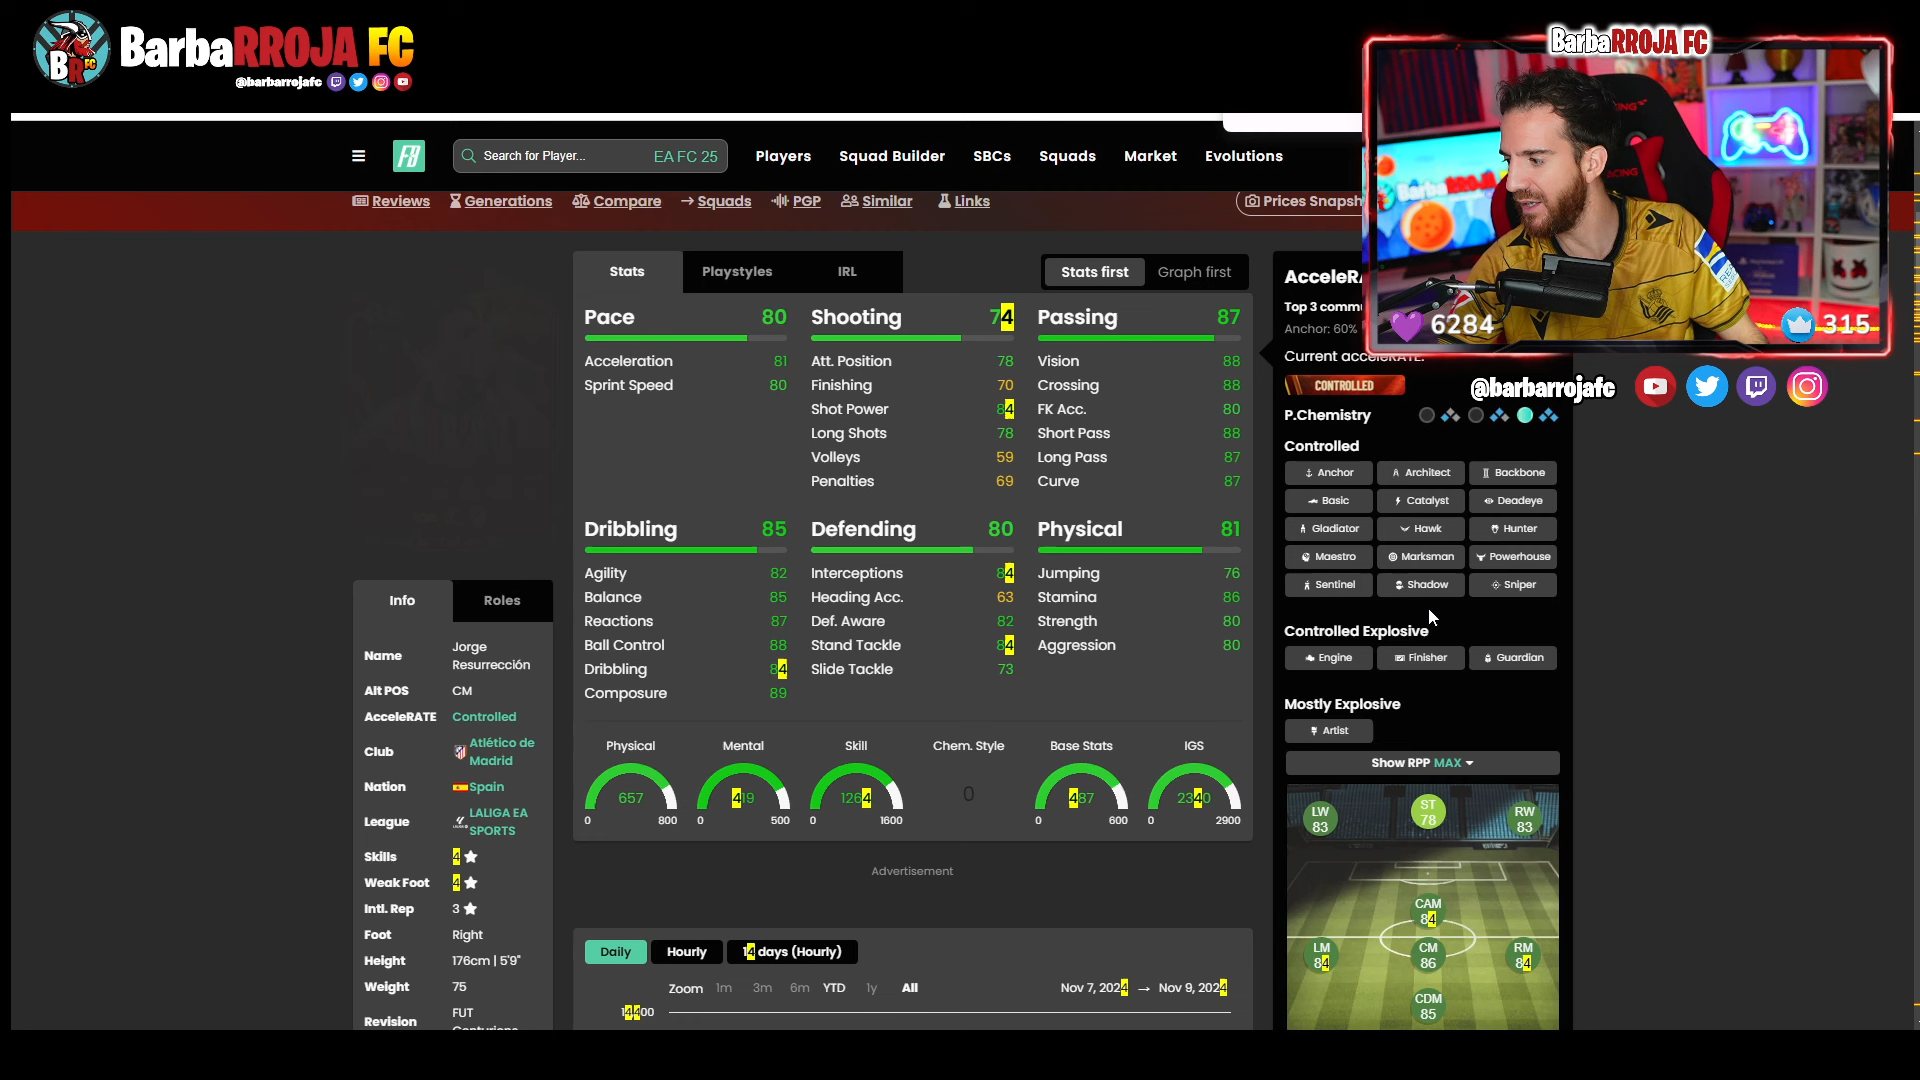 BarbaRROJA FC
@barbarrojafc
BR FC
BarbaRROJA FC
Search for Player...
EA FC 25
Players
Squad Builder
SBCs
Squads
Market
Evolutions
Reviews
Generations
Compare
Squads
PGP
Similar
Links
Prices Snapsh
6284
315
@barbarrojafc
Stats
Playstyles
IRL
Stats first
Graph first
Pace 80
Acceleration 81
Sprint Speed 80
Shooting 74
Att. Position 78
Finishing 70
Shot Power 84
Long Shots 78
Volleys 59
Penalties 69
Passing 87
Vision 88
Crossing 88
FK Acc. 80
Short Pass 88
Long Pass 87
Curve 87
Dribbling 85
Agility 82
Balance 85
Reactions 87
Ball Control 88
Dribbling 84
Composure 89
Defending 80
Interceptions 84
Heading Acc. 63
Def. Aware 82
Stand Tackle 84
Slide Tackle 73
Physical 81
Jumping 76
Stamina 86
Strength 80
Aggression 80
Physical
657
0 800
Mental
419
0 500
Skill
1264
0 1600
Chem. Style
0
Base Stats
487
0 600
IGS
2340
0 2900
Advertisement
Daily
Hourly
14 days (Hourly)
Zoom 1m 3m 6m YTD 1y All
Nov 7, 2024 → Nov 9, 2024
14400
Info
Roles
Name Jorge
Resurrección
Alt POS CM
AcceleRATE Controlled
Club Atlético de
Madrid
Nation Spain
League LALIGA EA
SPORTS
Skills 4
Weak Foot 4
Intl. Rep 3
Foot Right
Height 176cm | 5'9"
Weight 75
Revision FUT
Centurions
AcceleRA
Top 3 commu
Anchor: 60%
Current acceleRATE:
CONTROLLED
P.Chemistry
Controlled
Anchor
Architect
Backbone
Basic
Catalyst
Deadeye
Gladiator
Hawk
Hunter
Maestro
Marksman
Powerhouse
Sentinel
Shadow
Sniper
Controlled Explosive
Engine
Finisher
Guardian
Mostly Explosive
Artist
Show RPP MAX
LW
83
ST
78
RW
83
CAM
84
LM
84
CM
86
RM
84
CDM
85